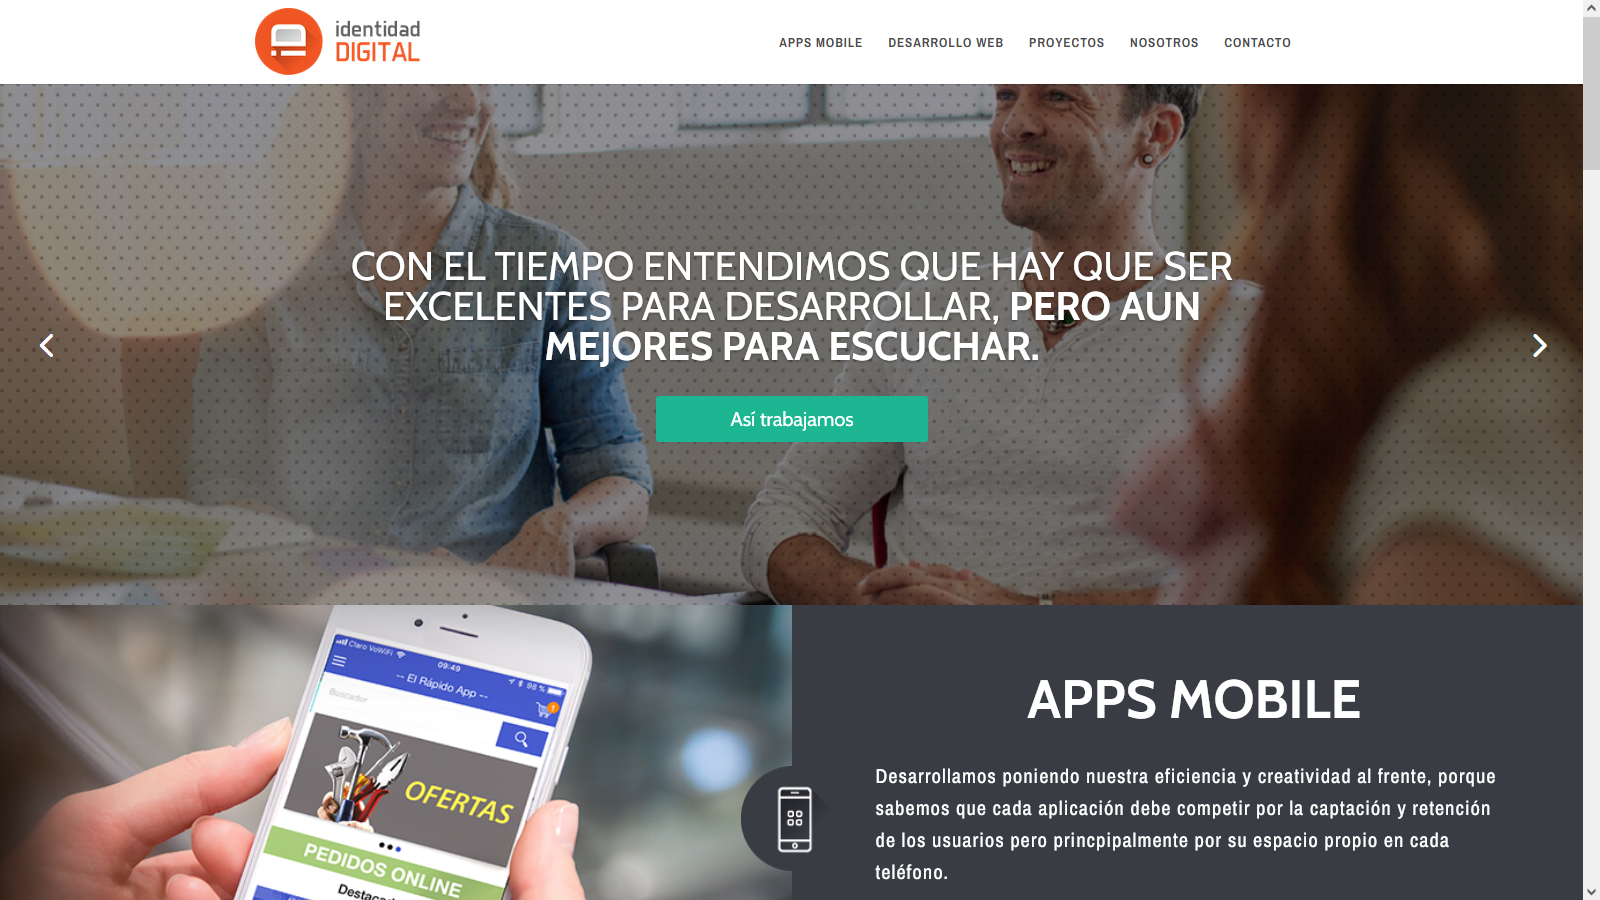 identidad
DIGITAL
APPS MOBILE
DESARROLLO WEB
PROYECTOS
NOSOTROS
CONTACTO
CON EL TIEMPO ENTENDIMOS QUE HAY QUE SER
EXCELENTES PARA DESARROLLAR, PERO AUN
MEJORES PARA ESCUCHAR.
Así trabajamos
Claro VoWiFi
09:49
98 %
-- El Rápido App --
1
Buscador
OFERTAS
PEDIDOS ONLINE
APPS MOBILE
Desarrollamos poniendo nuestra eficiencia y creatividad al frente, porque
sabemos que cada aplicación debe competir por la captación y retención
de los usuarios pero princpipalmente por su espacio propio en cada
teléfono.